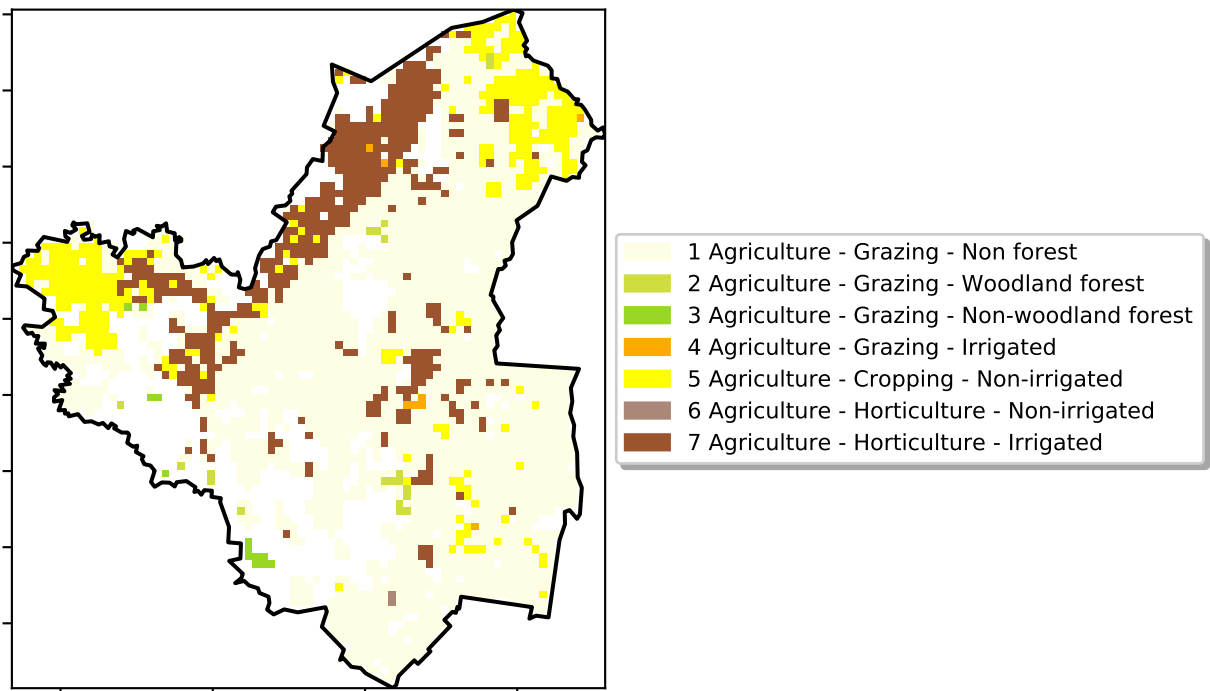 1 Agriculture - Grazing - Non forest
2 Agriculture - Grazing - Woodland forest
3 Agriculture - Grazing - Non-woodland forest
4 Agriculture - Grazing - Irrigated
5 Agriculture - Cropping - Non-irrigated
6 Agriculture - Horticulture - Non-irrigated
7 Agriculture - Horticulture - Irrigated